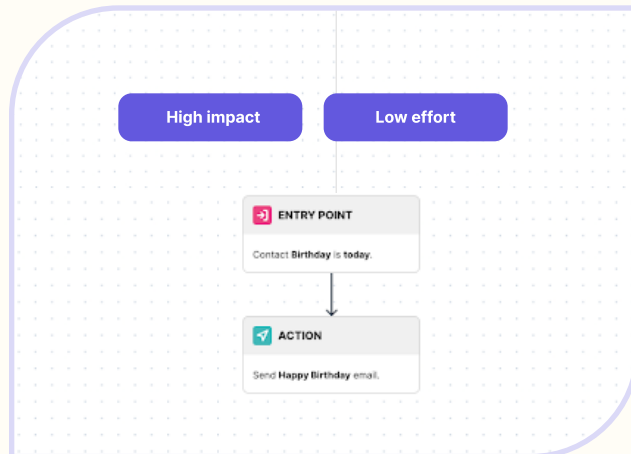 High impact
Low effort
ENTRY POINT
Contact Birthday is today.
ACTION
Send Happy Birthday email.